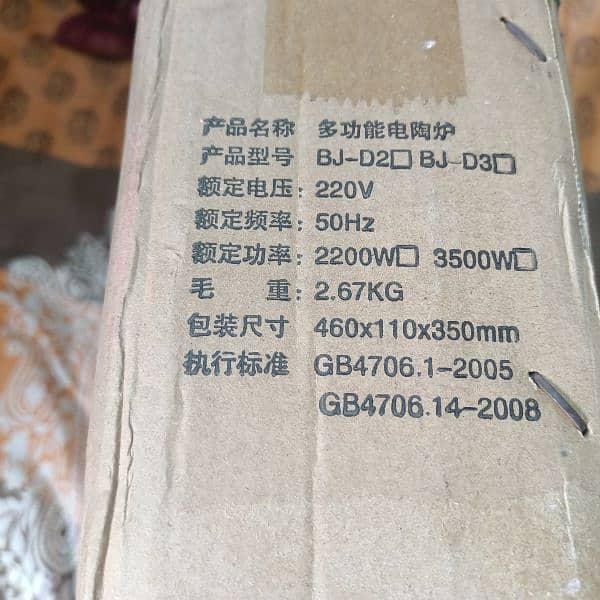 产品名称 多功能电陶炉
产品型号 BJ-D2□ BJ-D3□
额定电压: 220V
额定频率: 50Hz
额定功率: 2200W□ 3500W□
毛 重: 2.67KG
包装尺寸 460x110x350mm
执行标准 GB4706.1-2005
GB4706.14-2008